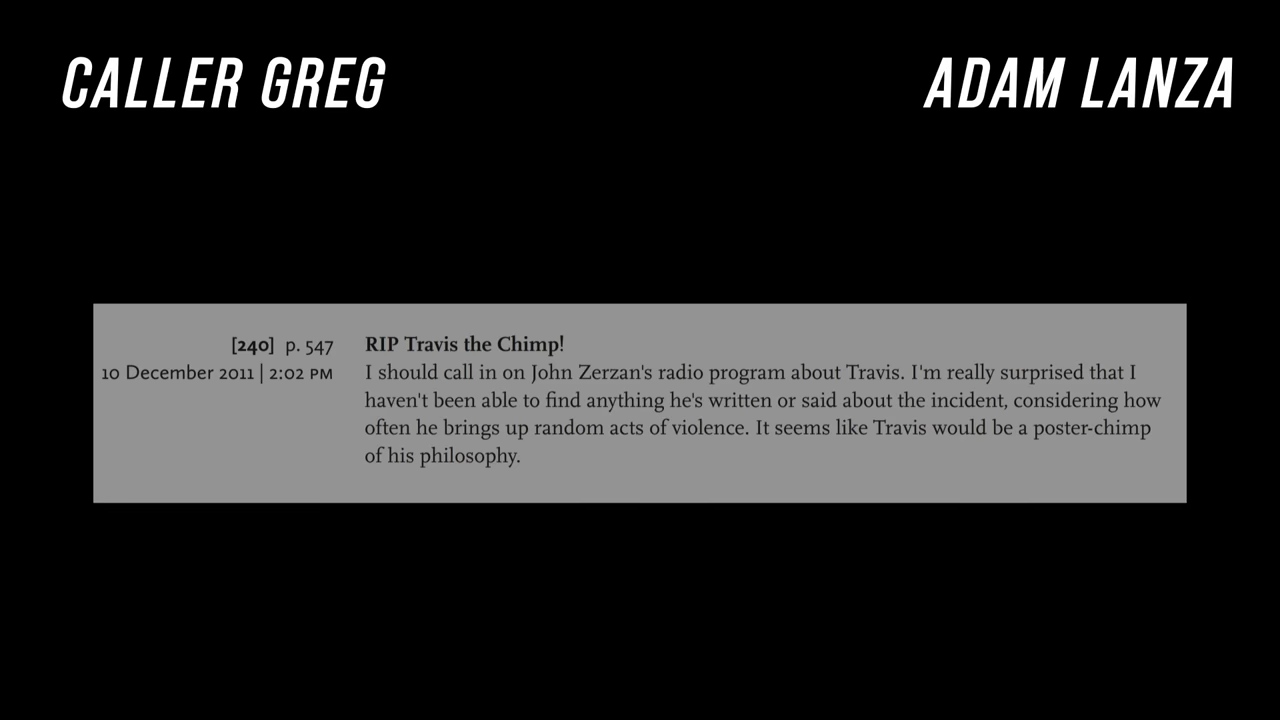 CALLER GREG
ADAM LANZA
[240] p. 547
10 December 2011 | 2:02 PM
RIP Travis the Chimp!
I should call in on John Zerzan's radio program about Travis. I'm really surprised that I
haven't been able to find anything he's written or said about the incident, considering how
often he brings up random acts of violence. It seems like Travis would be a poster-chimp
of his philosophy.